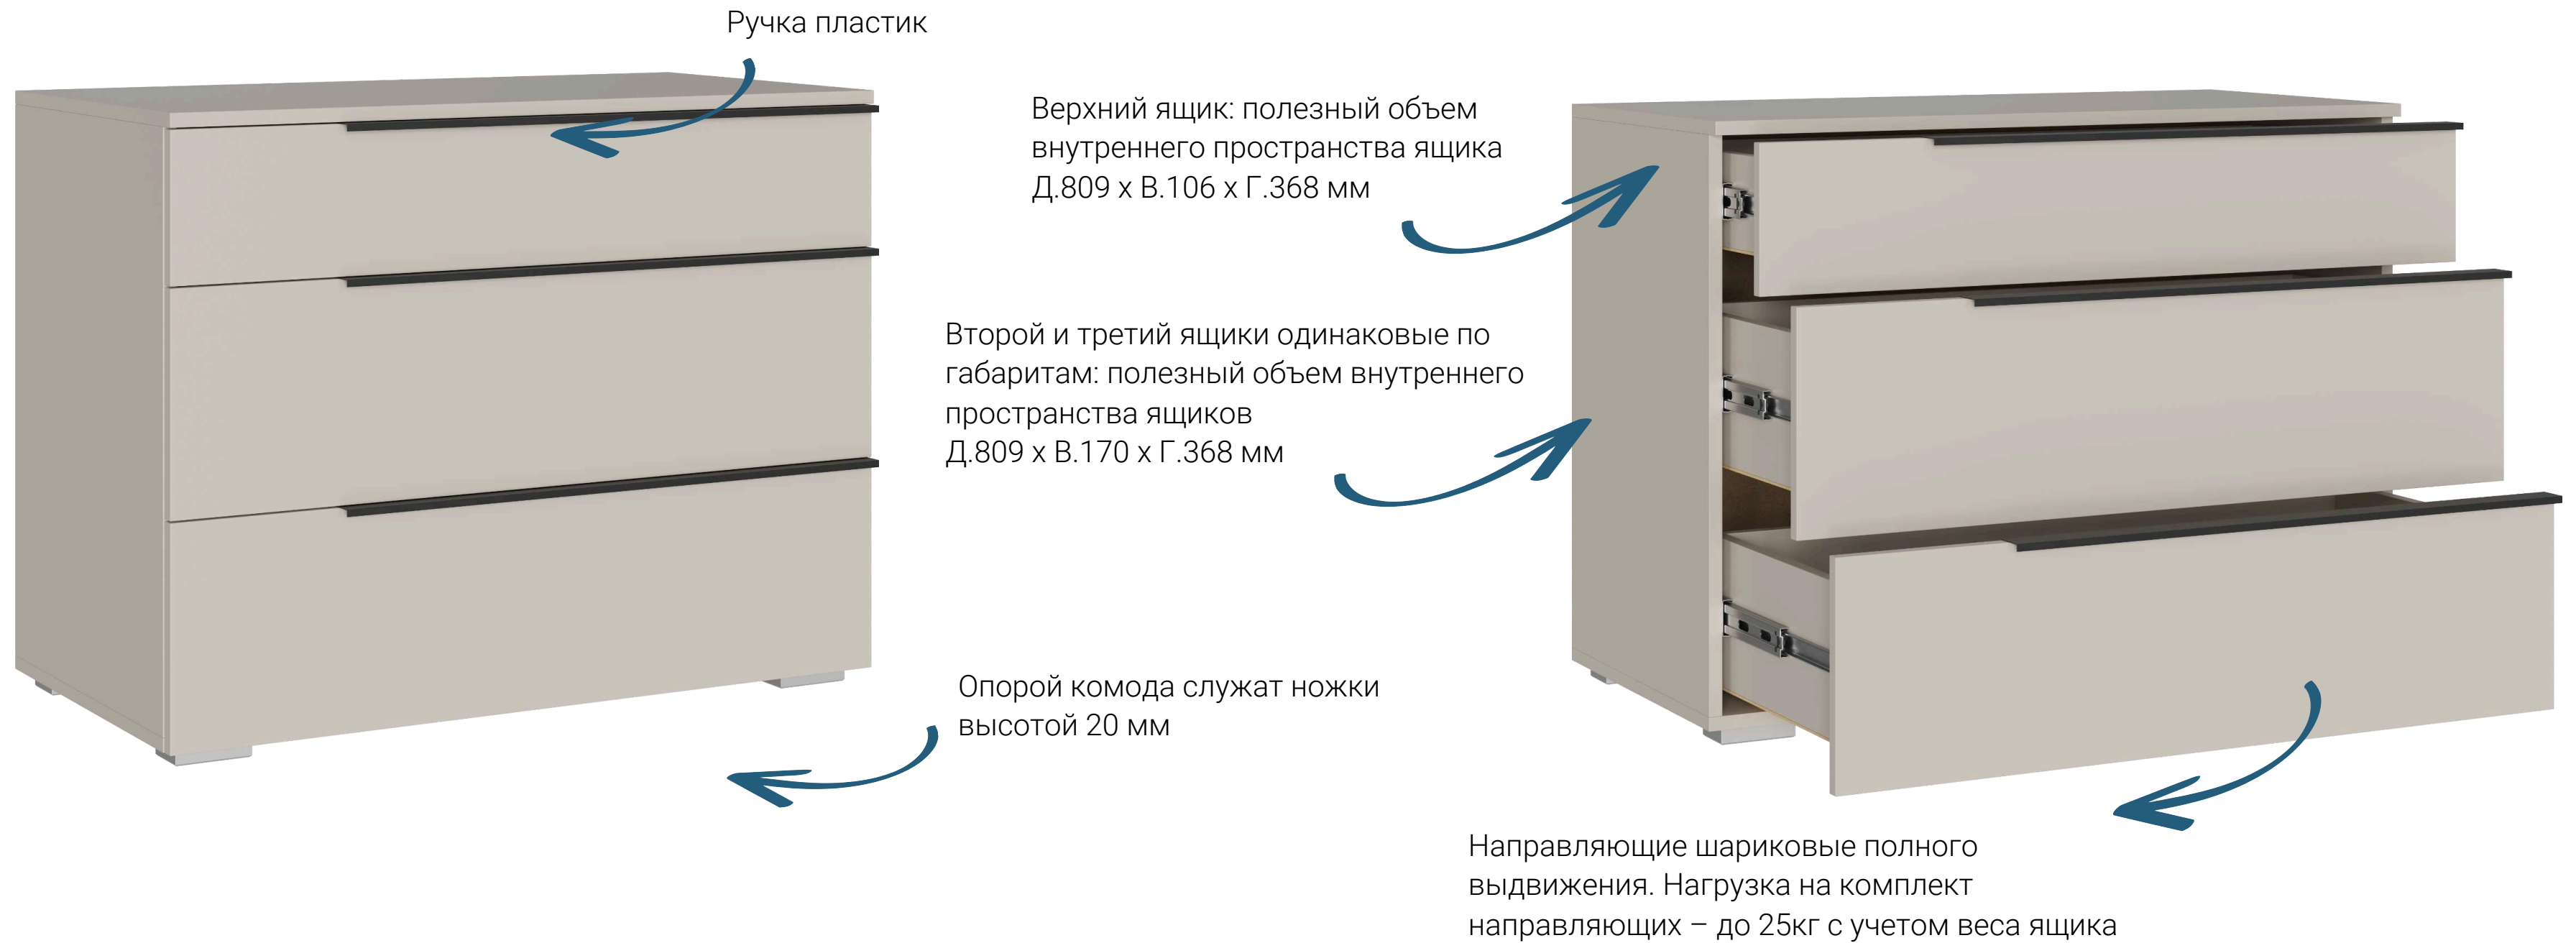 Ручка пластик
Верхний ящик: полезный объем
внутреннего пространства ящика
Д.809 х В.106 х Г.368 мм
Второй и третий ящики одинаковые по
габаритам: полезный объем внутреннего
пространства ящиков
Д.809 х В.170 х Г.368 мм
Опорой комода служат ножки
высотой 20 мм
Направляющие шариковые полного
выдвижения. Нагрузка на комплект
направляющих – до 25кг с учетом веса ящика